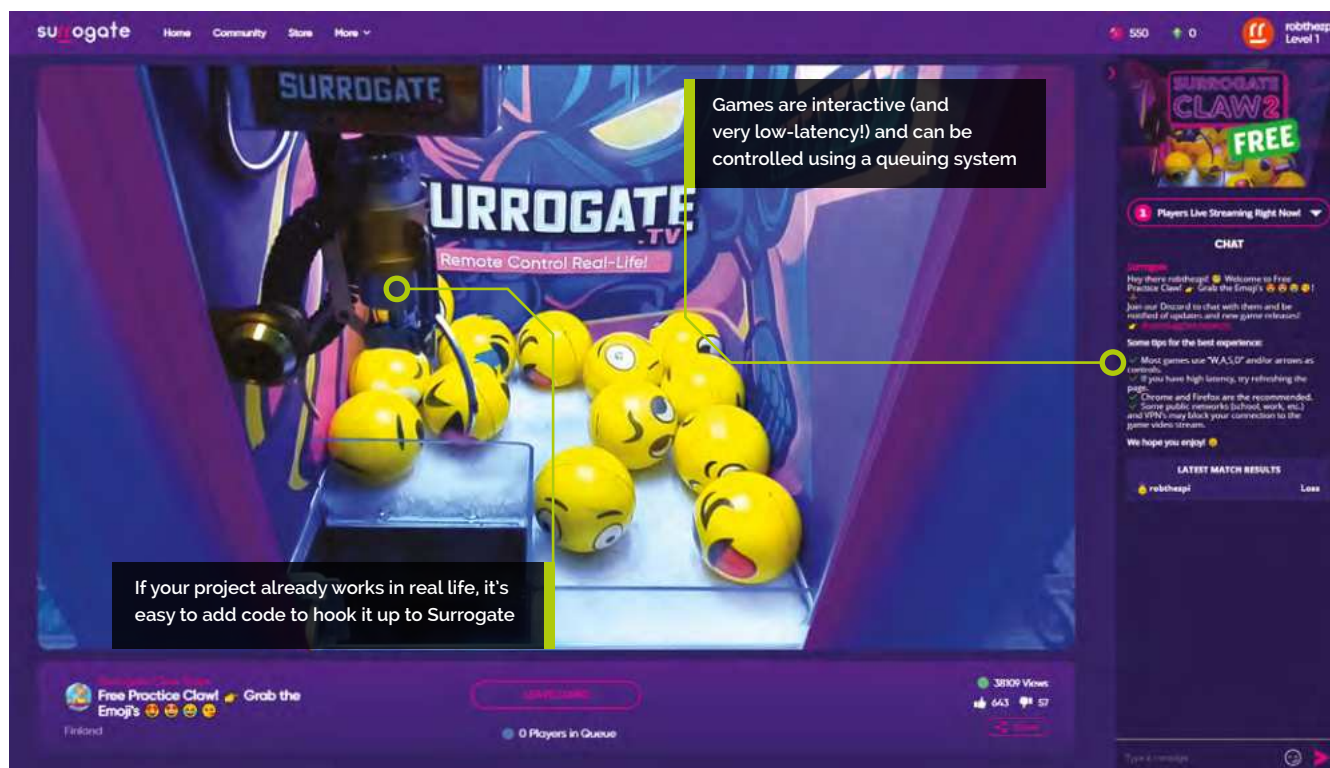 surrogate
Home Community Store More
550 0
robthespi
Level 1
SURROGATE
SURROGATE
.TV
Remote Control Real-Life!
Games are interactive (and
very low-latency!) and can be
controlled using a queuing system
If your project already works in real life, it's
easy to add code to hook it up to Surrogate
SURROGATE
CLAW2
FREE
Players Live Streaming Right Now!
CHAT
Surrogate
Hey there robthespi! 😊 Welcome to Free
Practice Claw! 👉 Grab the Emoji's 🤩 🤩 😂 😘!
Join our Discord to chat with them and be
notified of updates and new game releases!
Some tips for the best experience:
✓ Most games use "W,A,S,D" and/or arrows as
controls.
✓ If you have high latency, try refreshing the
page.
✓ Chrome and Firefox are the recommended.
✓ Some public networks (school, work, etc.)
and VPN's may block your connection to the
game video stream.
We hope you enjoy! 😊
LATEST MATCH RESULTS
robthespi Loss
Free Practice Claw! 👉 Grab the
Emoji's 🤩 🤩 😂 😘
Finland
0 Players in Queue
38109 Views
643 57
Type a message